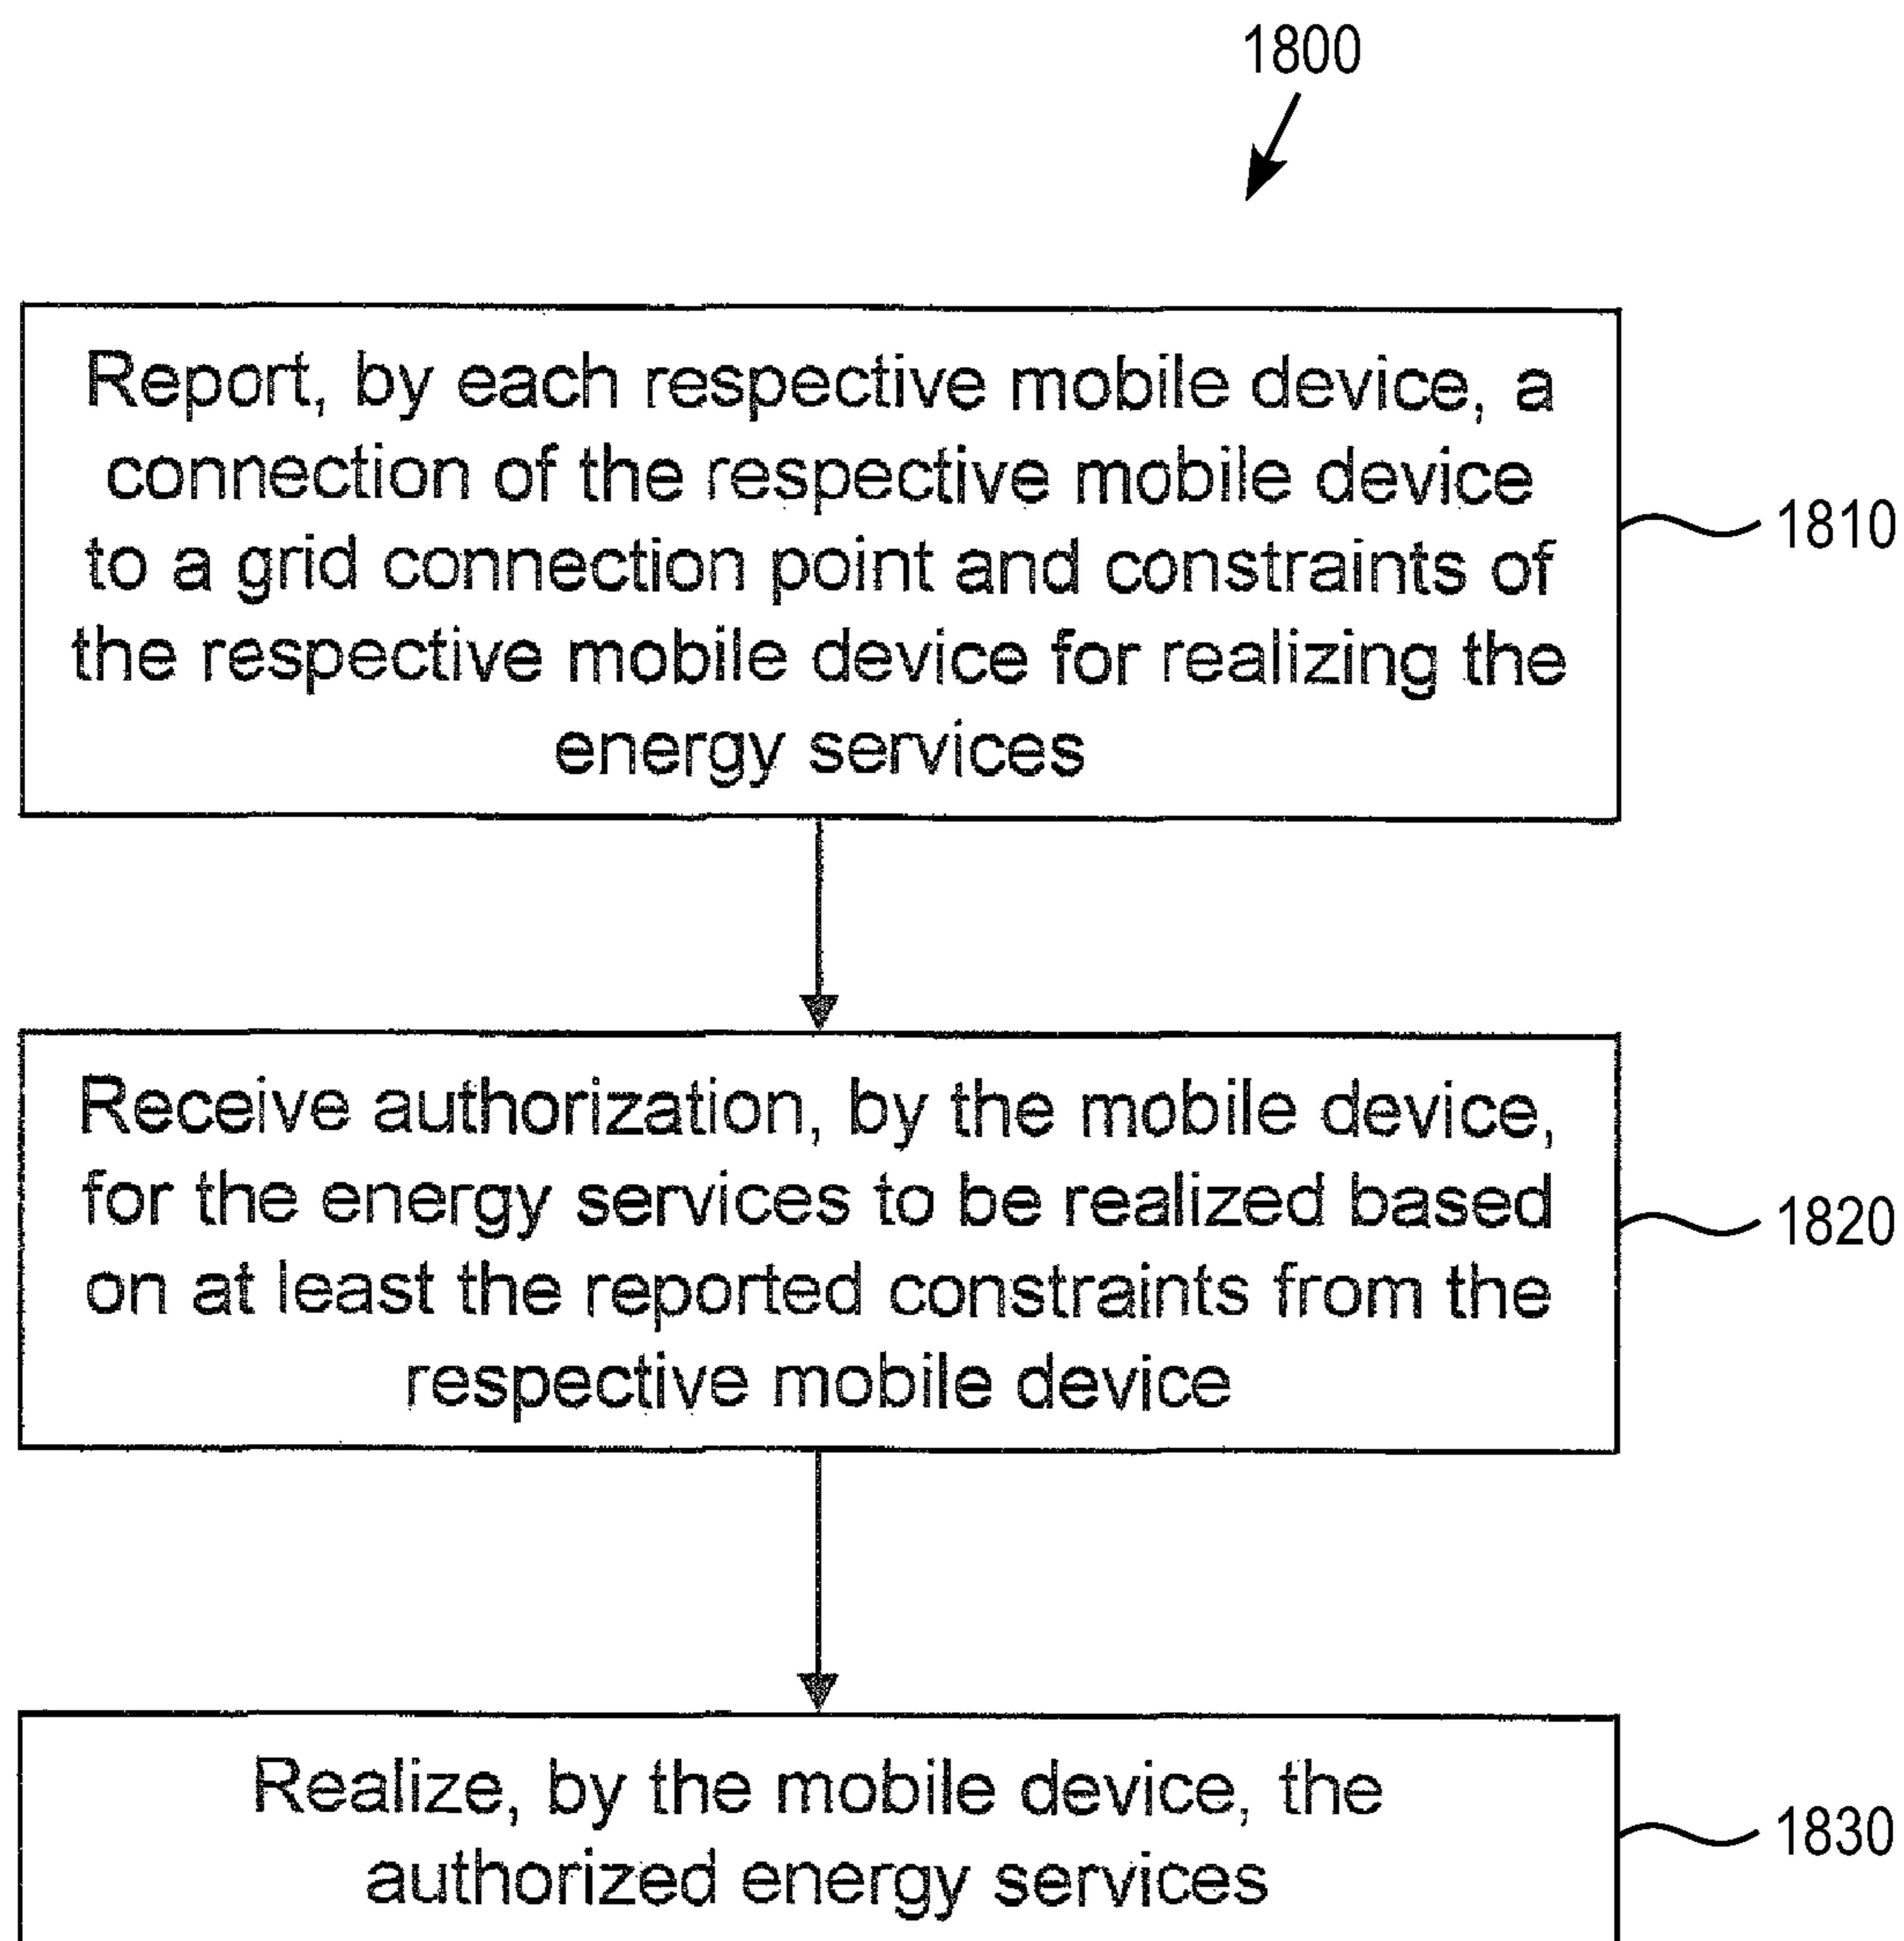 1800
Report, by each respective mobile device, a
connection of the respective mobile device
to a grid connection point and constraints of
the respective mobile device for realizing the
energy services
1810
Receive authorization, by the mobile device,
for the energy services to be realized based
on at least the reported constraints from the
respective mobile device
1820
Realize, by the mobile device, the
authorized energy services
1830